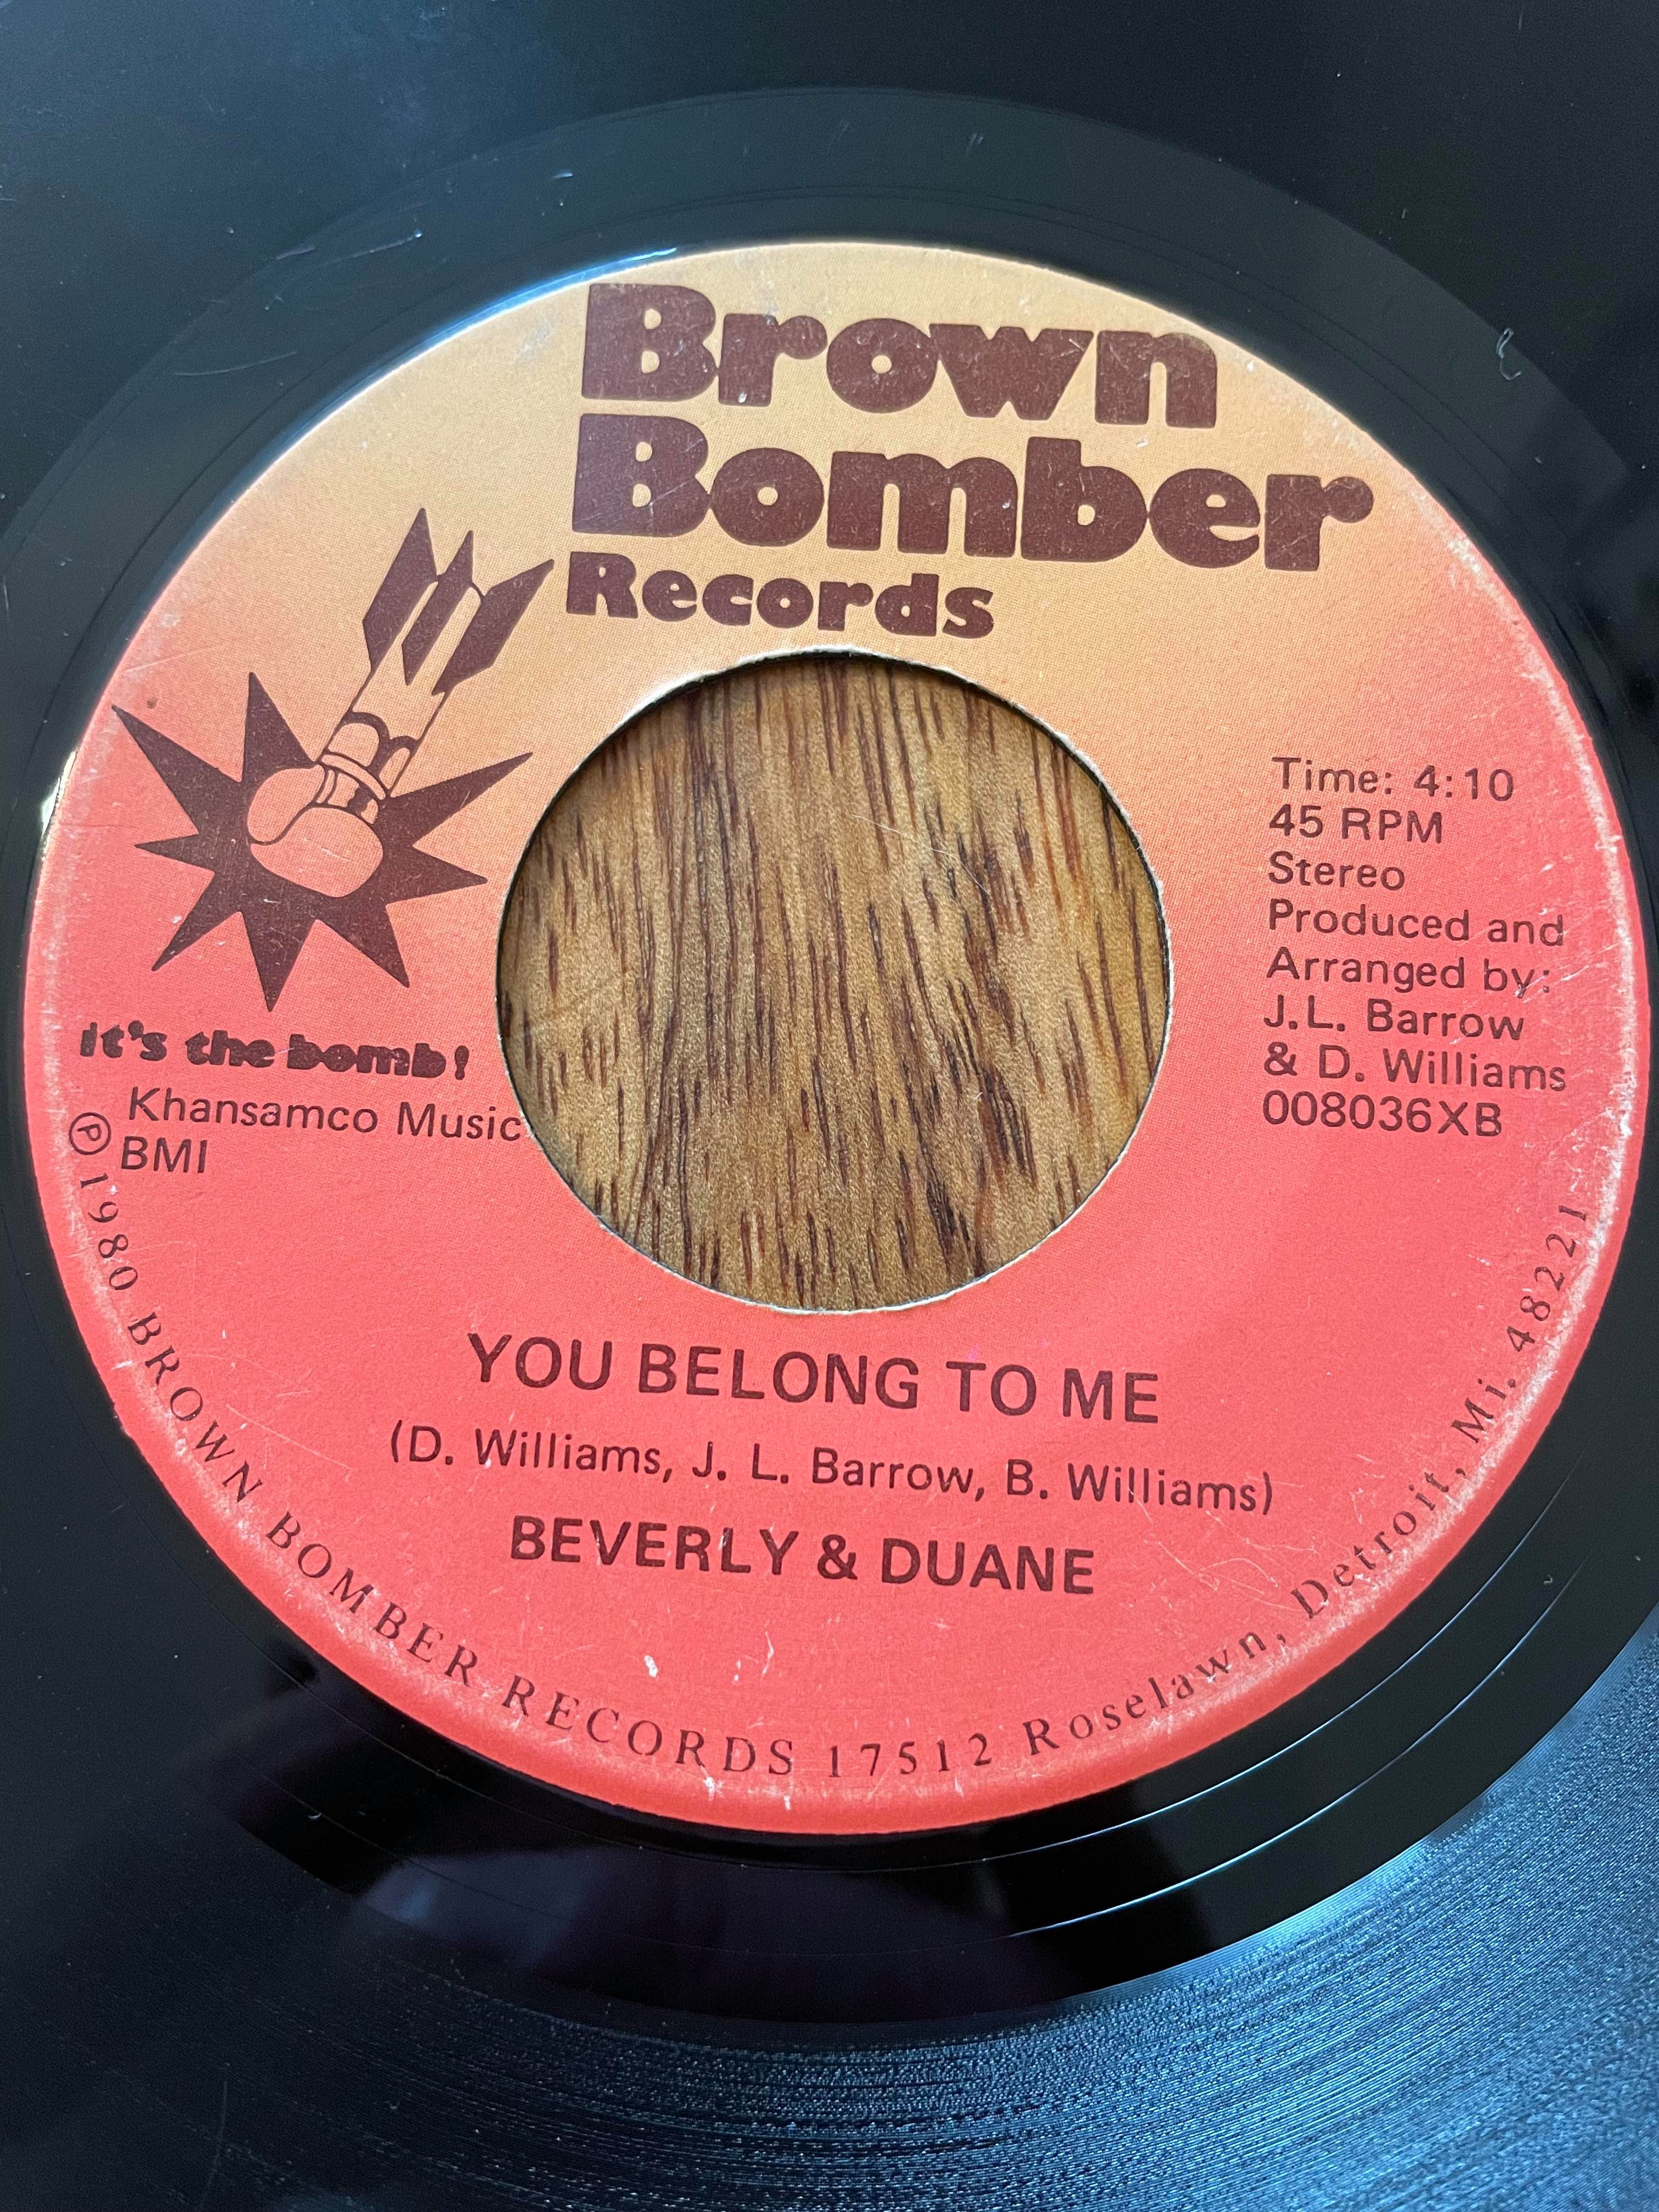 Brown
Bomber
Records
It's the bomb!
Khansamco Music
BMI
Time: 4:10
45 RPM
Stereo
Produced and
Arranged by:
J.L. Barrow
& D. Williams
008036XB
YOU BELONG TO ME
(D. Williams, J. L. Barrow, B. Williams)
BEVERLY & DUANE
℗1980 BROWN BOMBER RECORDS 17512 Roselawn, Detroit, Mi. 48221